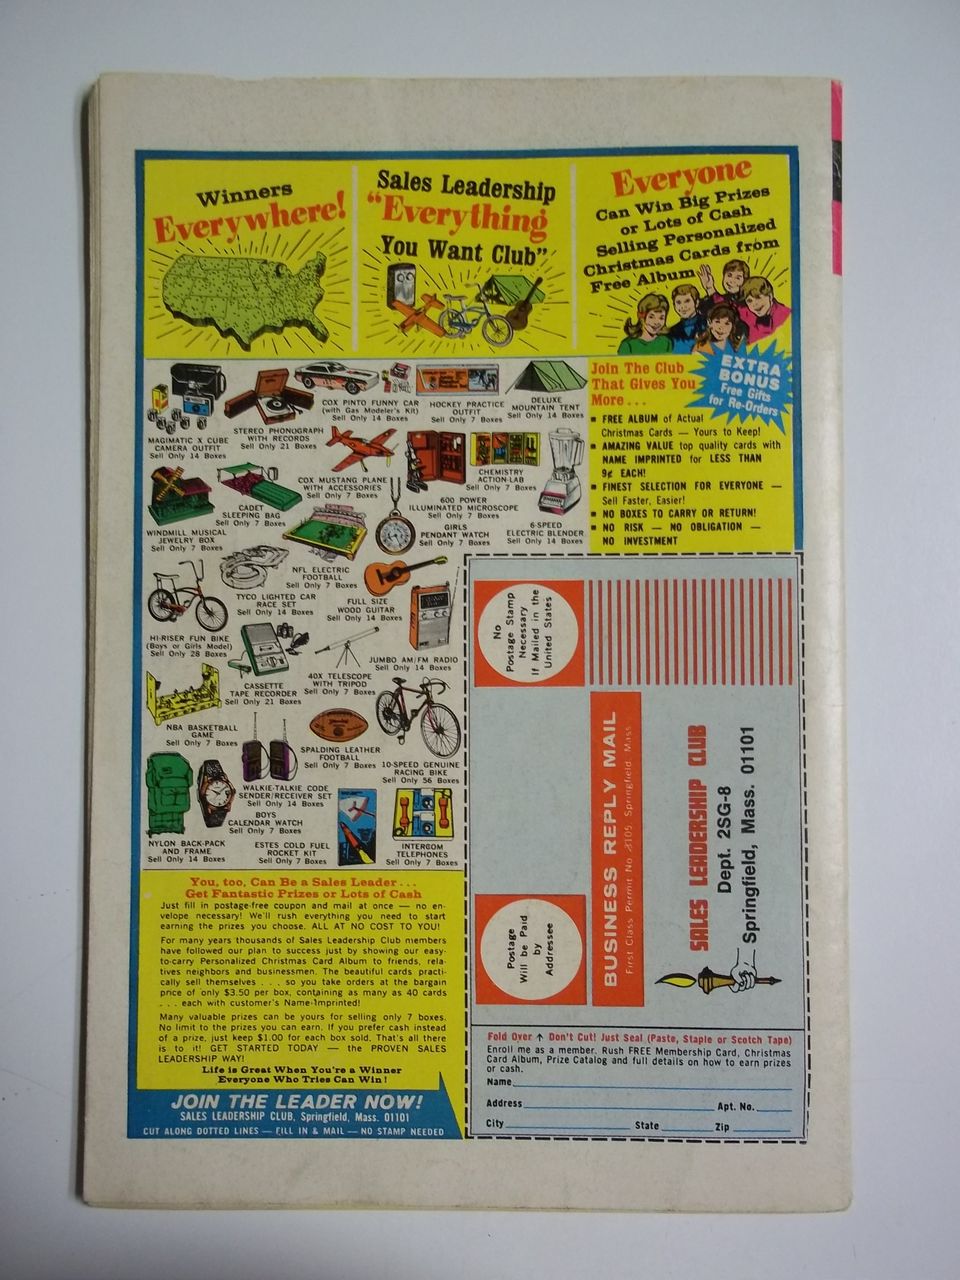 Winners
Everywhere!
Sales Leadership
"Everything
You Want Club"
Everyone
Can Win Big Prizes
or Lots of Cash
Selling Personalized
Christmas Cards from
Free Album
MAGIMATIC X CUBE
CAMERA OUTFIT
Sell Only 14 Boxes
STEREO PHONOGRAPH
WITH RECORDS
Sell Only 21 Boxes
COX PINTO FUNNY CAR
(with Gas Modeler's Kit)
Sell Only 14 Boxes
HOCKEY PRACTICE
OUTFIT
Sell Only 7 Boxes
DELUXE
MOUNTAIN TENT
Sell Only 14 Boxes
COX MUSTANG PLANE
WITH ACCESSORIES
Sell Only 7 Boxes
CHEMISTRY
ACTION-LAB
Sell Only 7 Boxes
WINDMILL MUSICAL
JEWELRY BOX
Sell Only 7 Boxes
CADET
SLEEPING BAG
Sell Only 7 Boxes
600 POWER
ILLUMINATED MICROSCOPE
Sell Only 7 Boxes
GIRLS
PENDANT WATCH
Sell Only 7 Boxes
6-SPEED
ELECTRIC BLENDER
Sell Only 14 Boxes
NFL ELECTRIC
FOOTBALL
Sell Only 7 Boxes
TYCO LIGHTED CAR
RACE SET
Sell Only 14 Boxes
FULL SIZE
WOOD GUITAR
Sell Only 14 Boxes
HI-RISER FUN BIKE
(Boys or Girls Model)
Sell Only 28 Boxes
JUMBO AM/FM RADIO
Sell Only 14 Boxes
CASSETTE
TAPE RECORDER
Sell Only 21 Boxes
40X TELESCOPE
WITH TRIPOD
Sell Only 7 Boxes
NBA BASKETBALL
GAME
Sell Only 7 Boxes
SPALDING LEATHER
FOOTBALL
Sell Only 7 Boxes
10-SPEED GENUINE
RACING BIKE
Sell Only 56 Boxes
WALKIE-TALKIE CODE
SENDER/RECEIVER SET
Sell Only 14 Boxes
BOYS
CALENDAR WATCH
Sell Only 7 Boxes
NYLON BACK-PACK
AND FRAME
Sell Only 14 Boxes
ESTES COLD FUEL
ROCKET KIT
Sell Only 7 Boxes
INTERCOM
TELEPHONES
Sell Only 7 Boxes
EXTRA
BONUS
Free Gifts
for Re-Orders
Join The Club
That Gives You
More . . .
FREE ALBUM of Actual
Christmas Cards — Yours to Keep!
AMAZING VALUE top quality cards with
NAME IMPRINTED for LESS THAN
9¢ EACH!
FINEST SELECTION FOR EVERYONE —
Sell Faster, Easier!
NO BOXES TO CARRY OR RETURN!
NO RISK — NO OBLIGATION —
NO INVESTMENT
You, too, Can Be a Sales Leader . . .
Get Fantastic Prizes or Lots of Cash
Just fill in postage-free coupon and mail at once — no en-
velope necessary! We'll rush everything you need to start
earning the prizes you choose. ALL AT NO COST TO YOU!
For many years thousands of Sales Leadership Club members
have followed our plan to success just by showing our easy-
to-carry Personalized Christmas Card Album to friends, rela-
tives neighbors and businessmen. The beautiful cards practi-
cally sell themselves . . . so you take orders at the bargain
price of only $3.50 per box, containing as many as 40 cards
. . . each with customer's Name-Imprinted!
Many valuable prizes can be yours for selling only 7 boxes.
No limit to the prizes you can earn. If you prefer cash instead
of a prize, just keep $1.00 for each box sold. That's all there
is to it! GET STARTED TODAY — the PROVEN SALES
LEADERSHIP WAY!
Life is Great When You're a Winner
Everyone Who Tries Can Win!
JOIN THE LEADER NOW!
SALES LEADERSHIP CLUB, Springfield, Mass. 01101
CUT ALONG DOTTED LINES — FILL IN & MAIL — NO STAMP NEEDED
No
Postage Stamp
Necessary
If Mailed in the
United States
Postage
Will be Paid
by
Addressee
BUSINESS REPLY MAIL
First Class Permit No. Springfield, Mass.
SALES LEADERSHIP CLUB
Dept. 2SG-8
Springfield, Mass. 01101
Fold Over ↑ Don't Cut! Just Seal (Paste, Staple or Scotch Tape)
Enroll me as a member. Rush FREE Membership Card, Christmas
Card Album, Prize Catalog and full details on how to earn prizes
or cash.
Name
Address Apt. No.
City State Zip